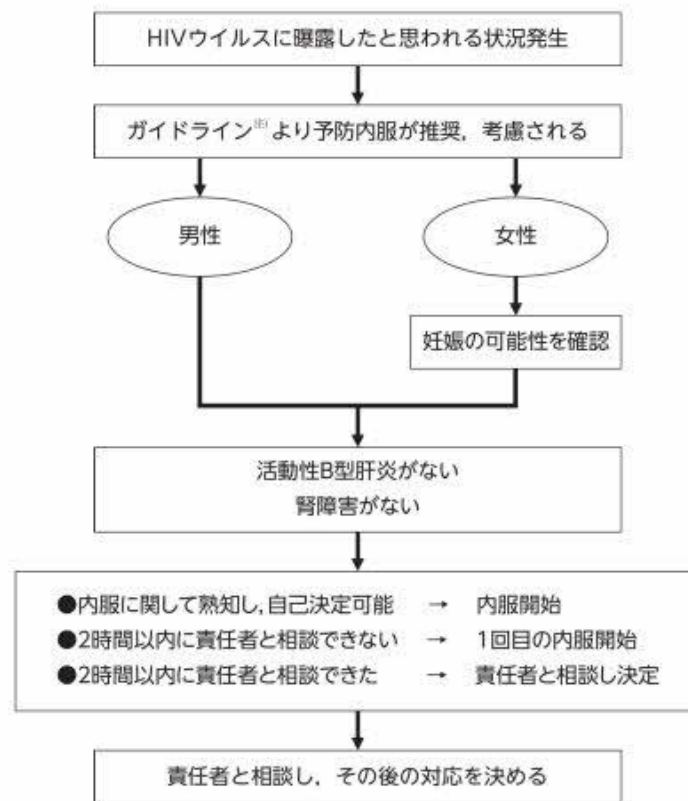 HIVウイルスに曝露したと思われる状況発生
ガイドライン注)より予防内服が推奨，考慮される
男性
女性
妊娠の可能性を確認
活動性B型肝炎がない
腎障害がない
●内服に関して熟知し,自己決定可能 → 内服開始
●2時間以内に責任者と相談できない → 1回目の内服開始
●2時間以内に責任者と相談できた → 責任者と相談し決定
責任者と相談し，その後の対応を決める